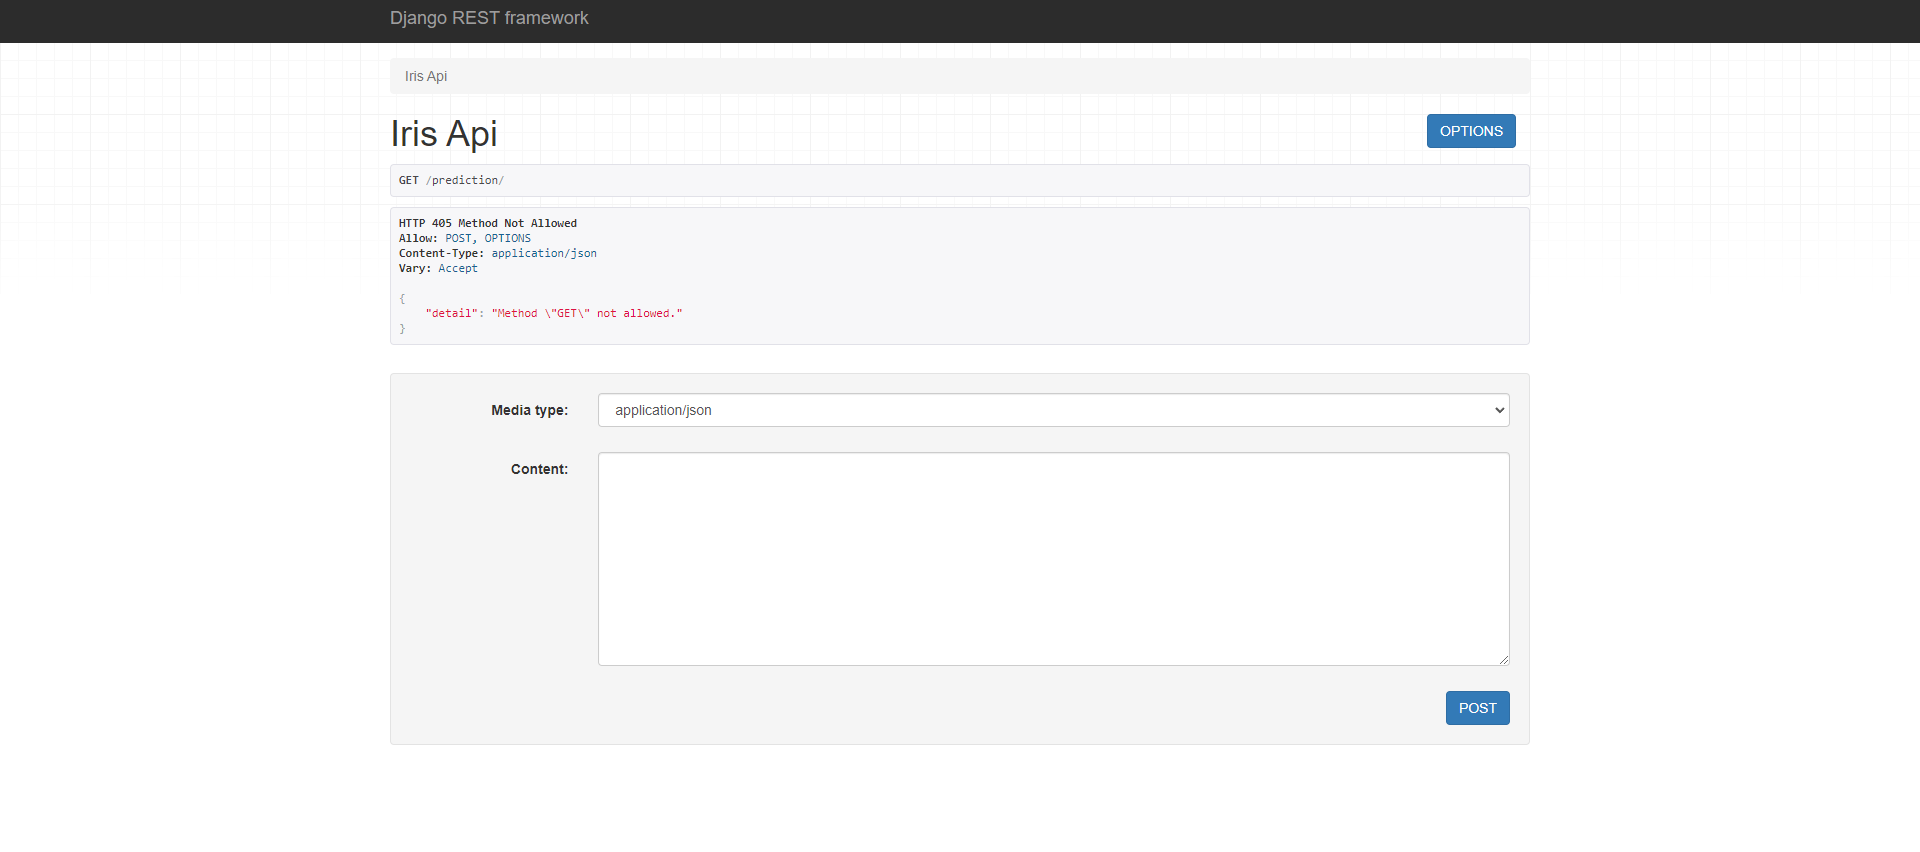 Django REST framework
Iris Api
Iris Api
OPTIONS
GET /prediction/
HTTP 405 Method Not Allowed
Allow: POST, OPTIONS
Content-Type: application/json
Vary: Accept
{
    "detail": "Method \"GET\" not allowed."
}
Media type:
application/json
Content:
POST